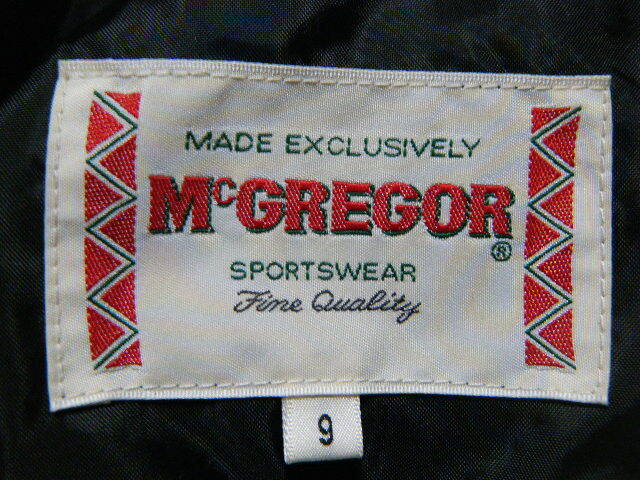 MADE EXCLUSIVELY
McGREGOR®
SPORTSWEAR
Fine Quality
9